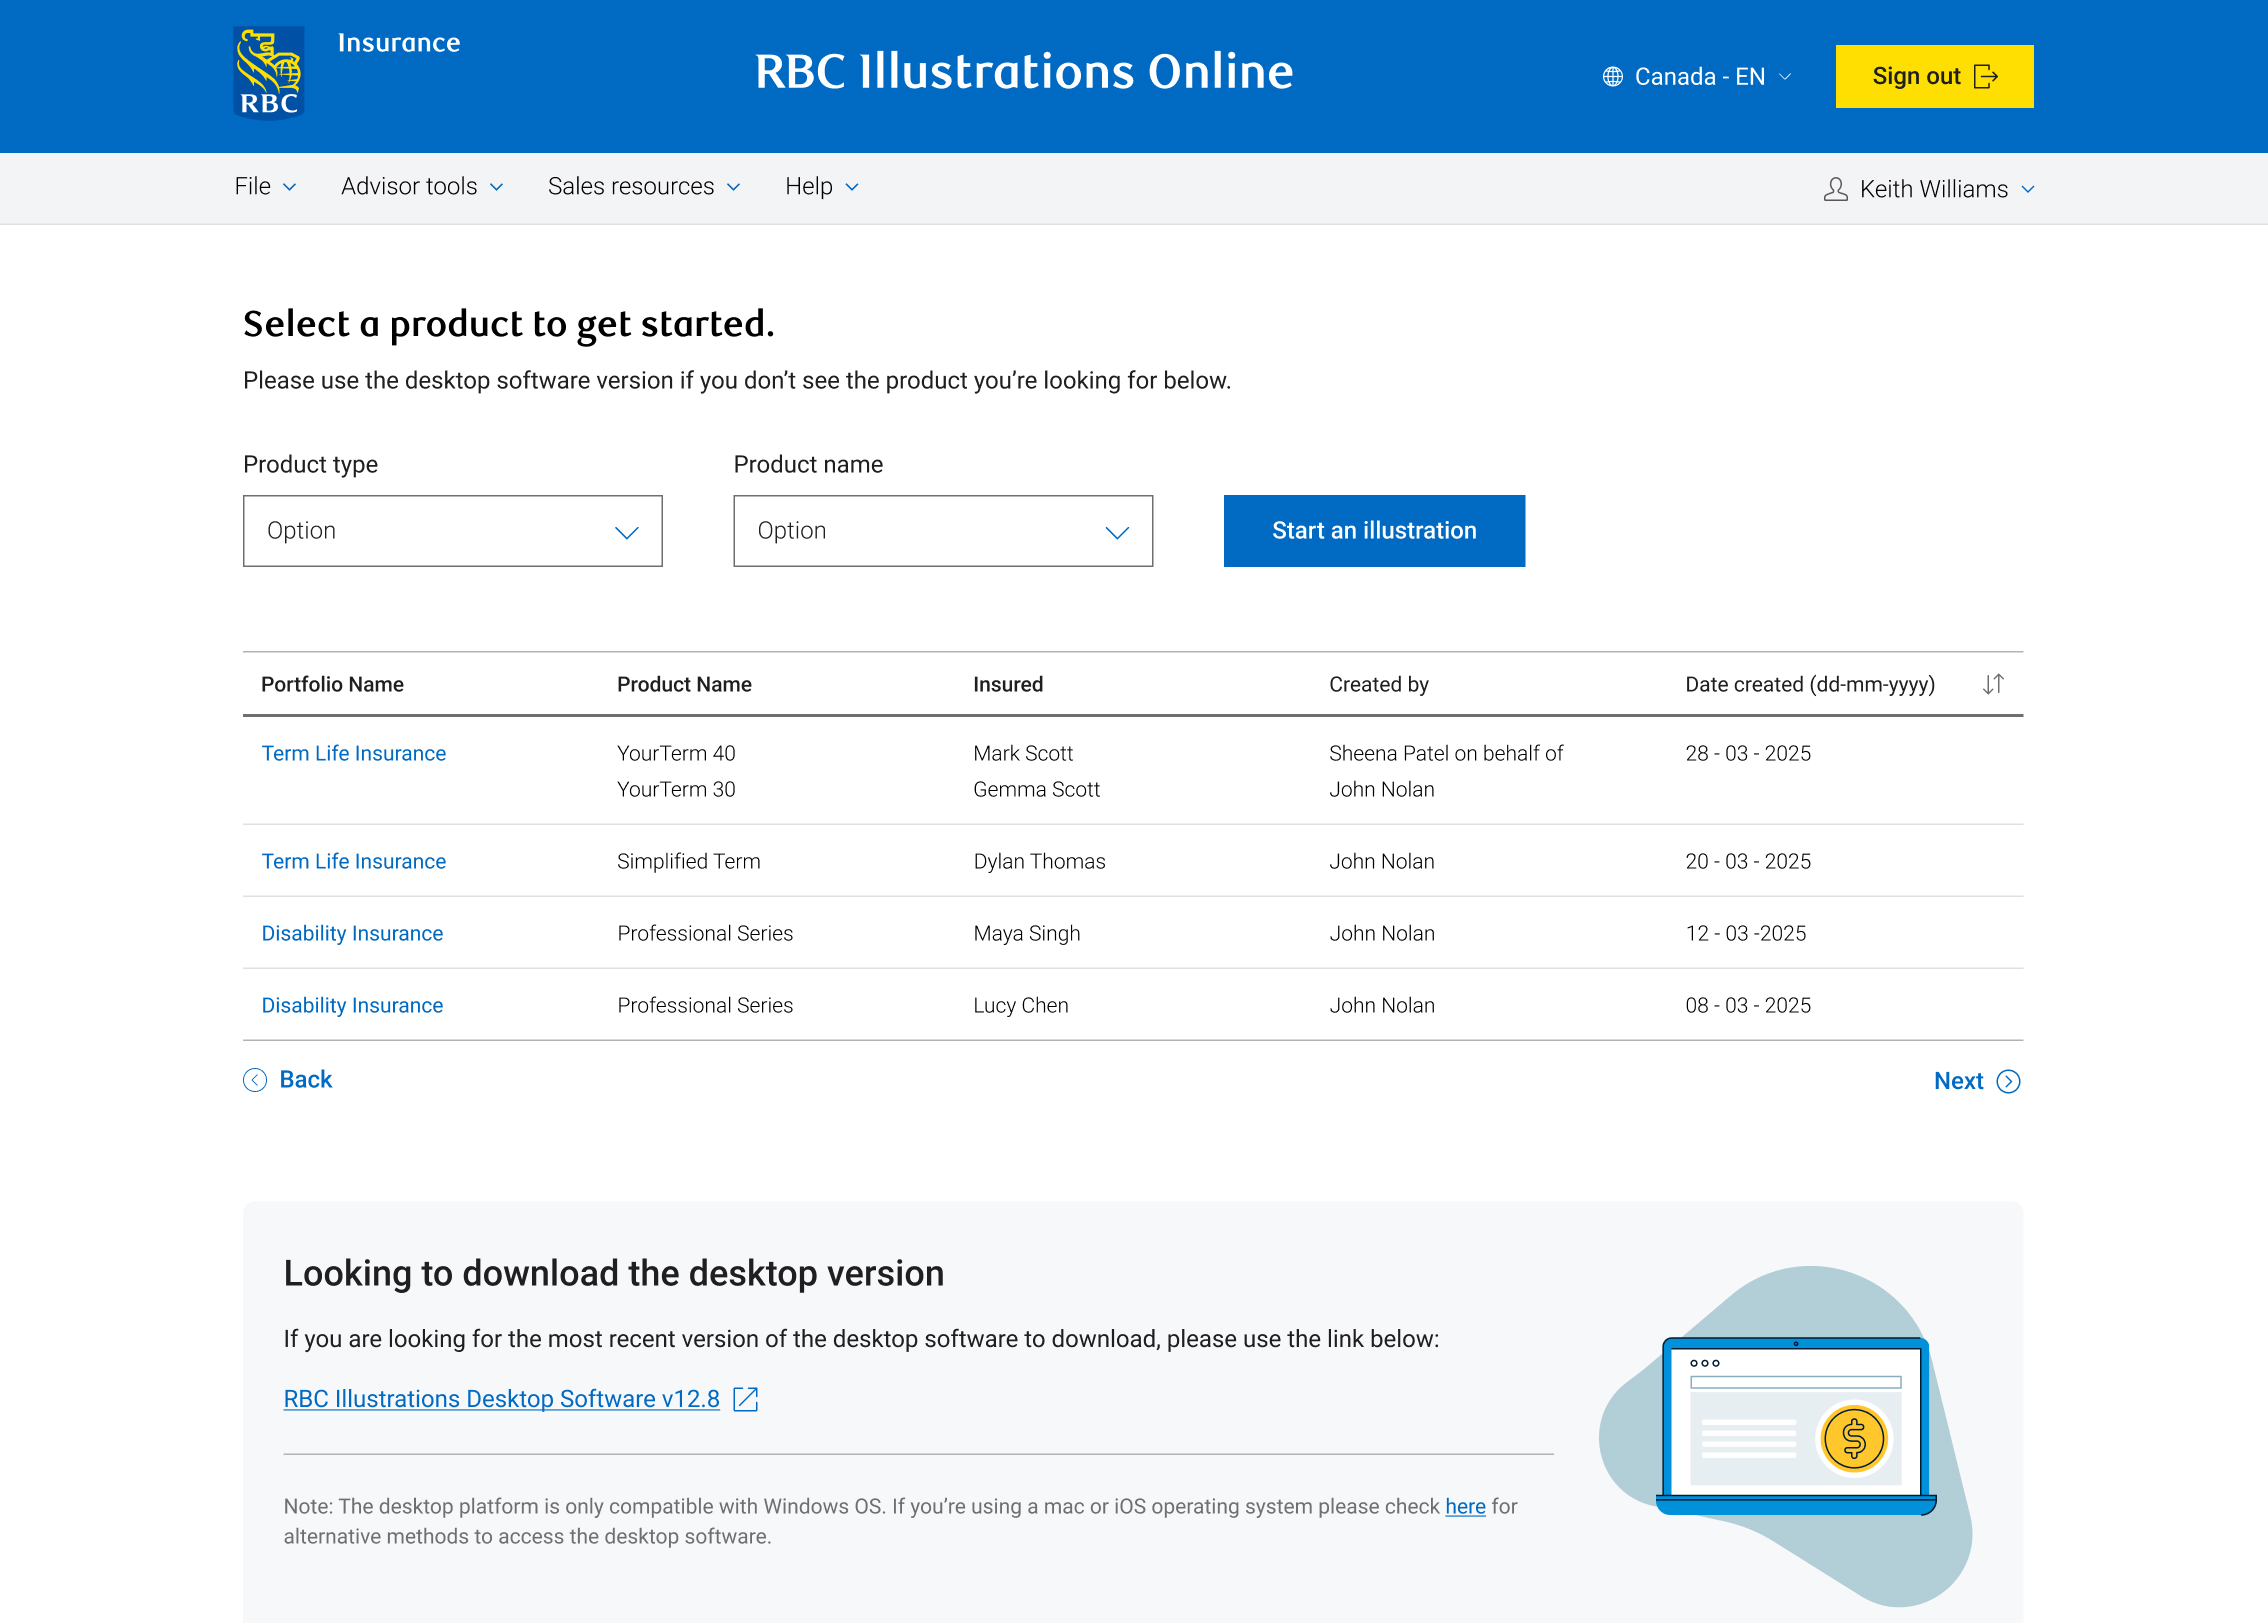 RBC
Insurance
RBC Illustrations Online
Canada - EN
Sign out
File
Advisor tools
Sales resources
Help
Keith Williams
Select a product to get started.
Please use the desktop software version if you don’t see the product you’re looking for below.
Product type
Product name
Option
Option
Start an illustration
Portfolio Name Product Name Insured Created by Date created (dd-mm-yyyy)
Term Life Insurance YourTerm 40 Mark Scott Sheena Patel on behalf of 28 - 03 - 2025
YourTerm 30 Gemma Scott John Nolan
Term Life Insurance Simplified Term Dylan Thomas John Nolan 20 - 03 - 2025
Disability Insurance Professional Series Maya Singh John Nolan 12 - 03 -2025
Disability Insurance Professional Series Lucy Chen John Nolan 08 - 03 - 2025
Back
Next
Looking to download the desktop version
If you are looking for the most recent version of the desktop software to download, please use the link below:
RBC Illustrations Desktop Software v12.8
Note: The desktop platform is only compatible with Windows OS. If you’re using a mac or iOS operating system please check here for
alternative methods to access the desktop software.